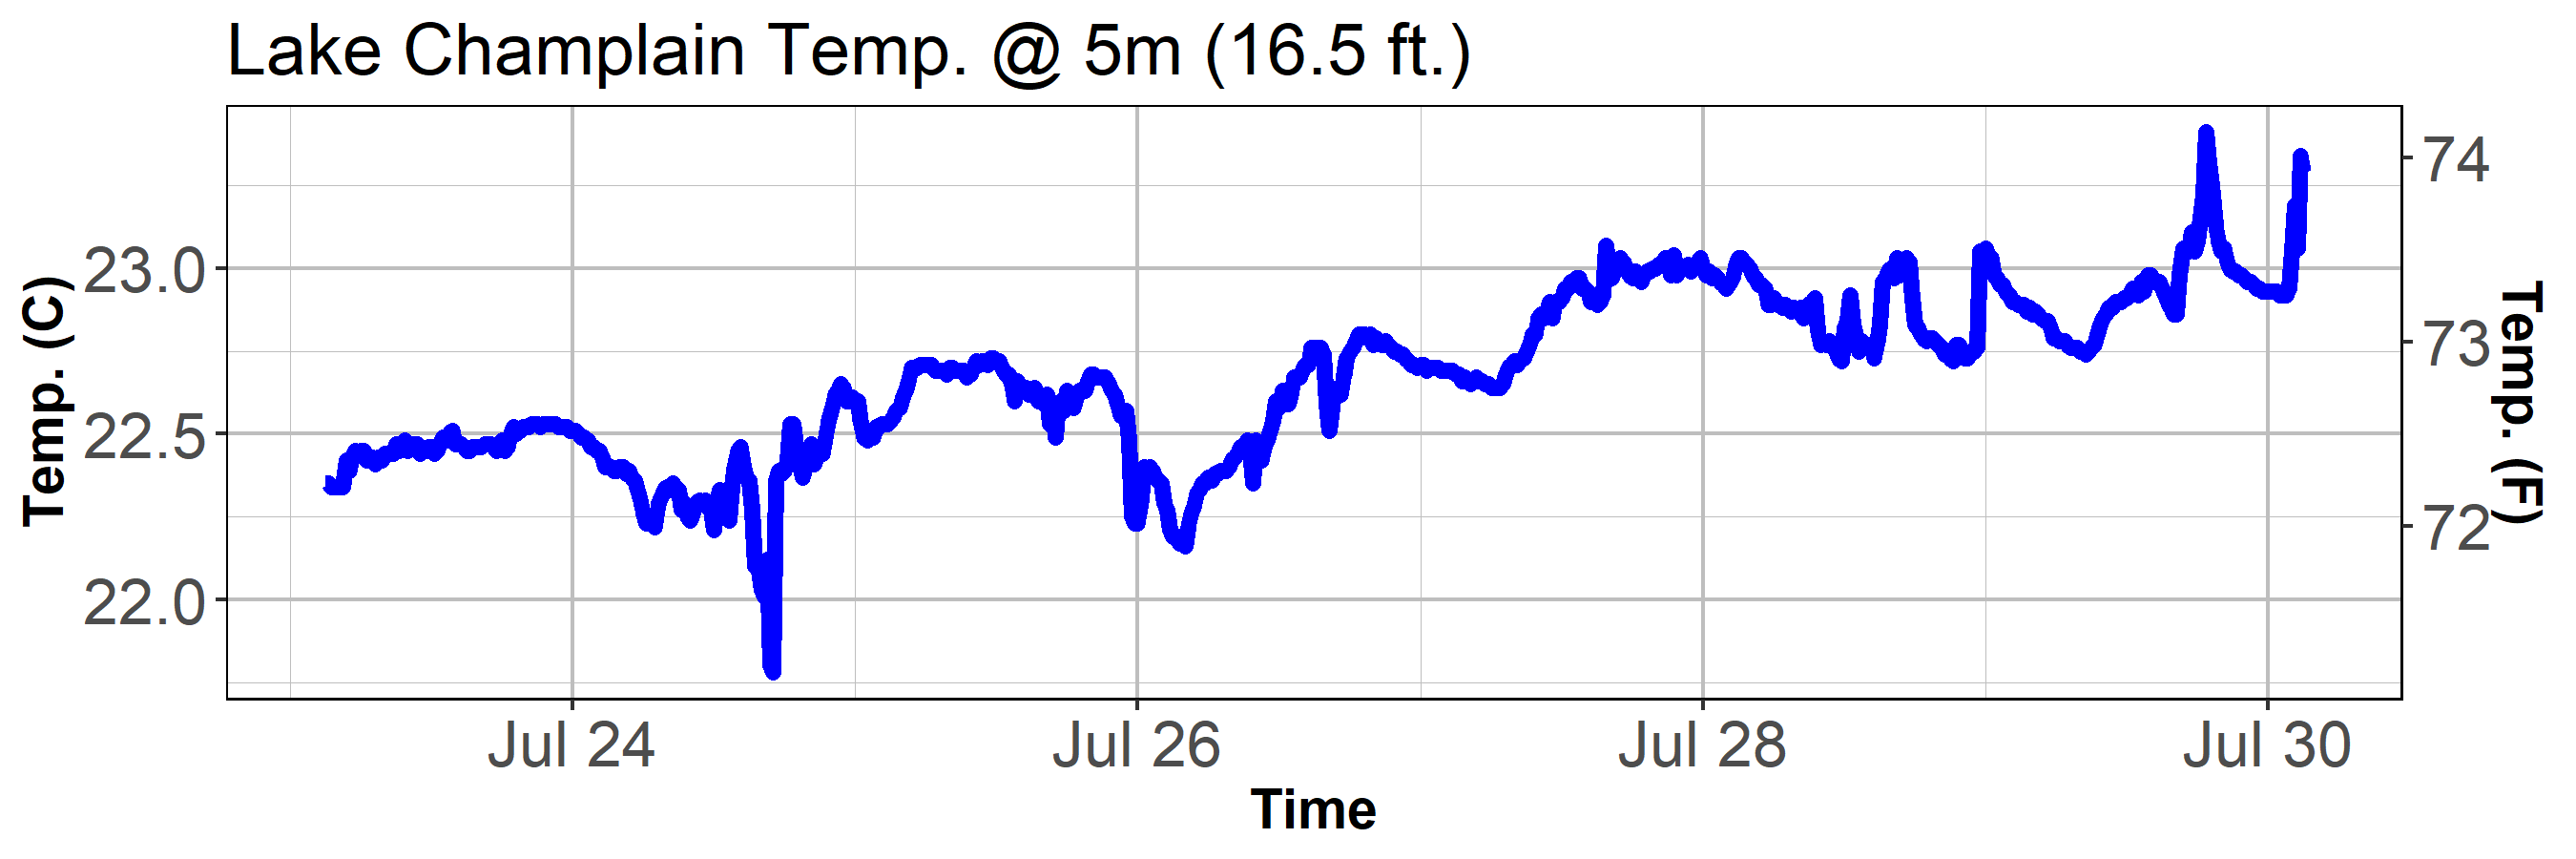 Lake Champlain Temp. @ 5m (16.5 ft.)
Temp. (C)
23.0
22.5
22.0
74
73
72
Temp. (F)
Jul 24 Jul 26 Jul 28 Jul 30
Time